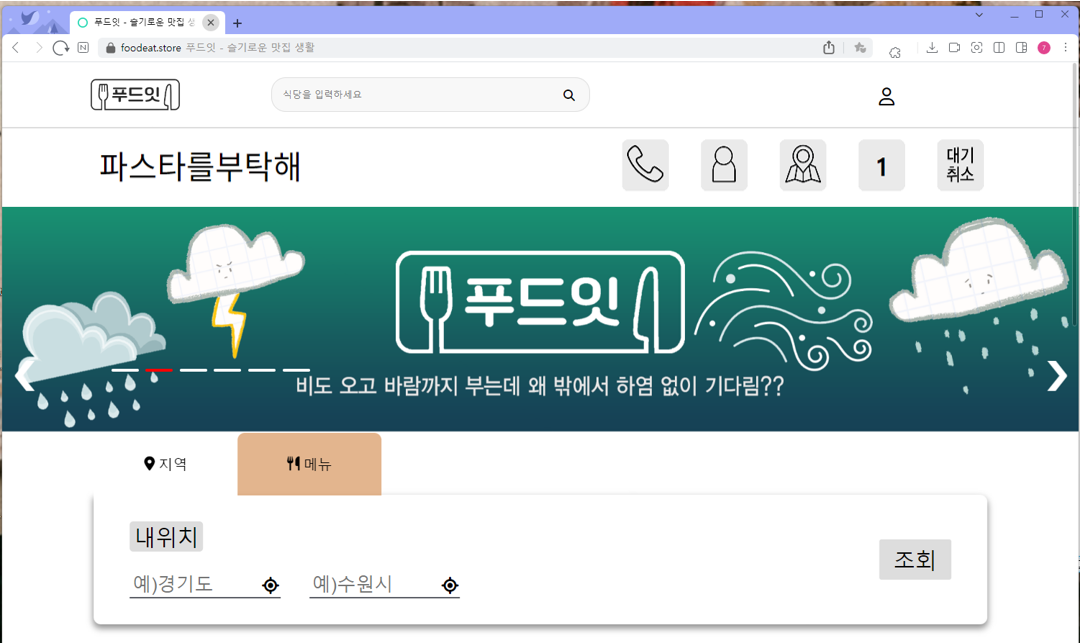 푸드잇 - 슬기로운 맛집 생
foodeat.store 푸드잇 - 슬기로운 맛집 생활
푸드잇
식당을 입력하세요
파스타를부탁해
1
대기
취소
푸드잇
비도 오고 바람까지 부는데 왜 밖에서 하염 없이 기다림??
지역
메뉴
내위치
예)경기도
예)수원시
조회